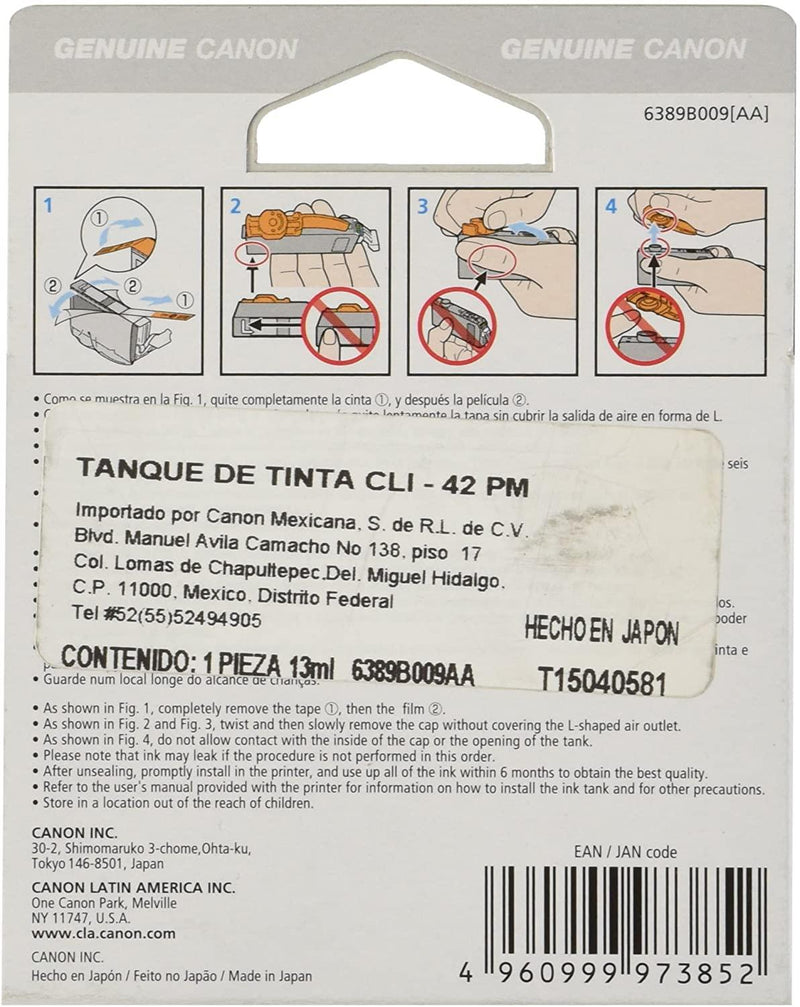 GENUINE CANON GENUINE CANON
6389B009[AA]
1 2 3 4
① ② ② ①
• Como se muestra en la Fig. 1, quite completamente la cinta ①, y después la película ②.
lentamente la tapa sin cubrir la salida de aire en forma de L.
seis
TANQUE DE TINTA CLI - 42 PM
Importado por Canon Mexicana, S. de R.L. de C.V.
Blvd. Manuel Avila Camacho No 138, piso 17
Col. Lomas de Chapultepec.Del. Miguel Hidalgo.
C.P. 11000, Mexico, Distrito Federal
Tel #52(55)52494905
HECHO EN JAPON
CONTENIDO: 1 PIEZA 13ml 6389B009AA
T15040581
os.
poder
inta e
• Guarde num local longe do alcance de crianças.
• As shown in Fig. 1, completely remove the tape ①, then the film ②.
• As shown in Fig. 2 and Fig. 3, twist and then slowly remove the cap without covering the L-shaped air outlet.
• As shown in Fig. 4, do not allow contact with the inside of the cap or the opening of the tank.
• Please note that ink may leak if the procedure is not performed in this order.
• After unsealing, promptly install in the printer, and use up all of the ink within 6 months to obtain the best quality.
• Refer to the user's manual provided with the printer for information on how to install the ink tank and for other precautions.
• Store in a location out of the reach of children.
CANON INC.
30-2, Shimomaruko 3-chome,Ohta-ku,
Tokyo 146-8501, Japan
CANON LATIN AMERICA INC.
One Canon Park, Melville
NY 11747, U.S.A.
www.cla.canon.com
CANON INC.
Hecho en Japón / Feito no Japão / Made in Japan
EAN / JAN code
4 960999 973852